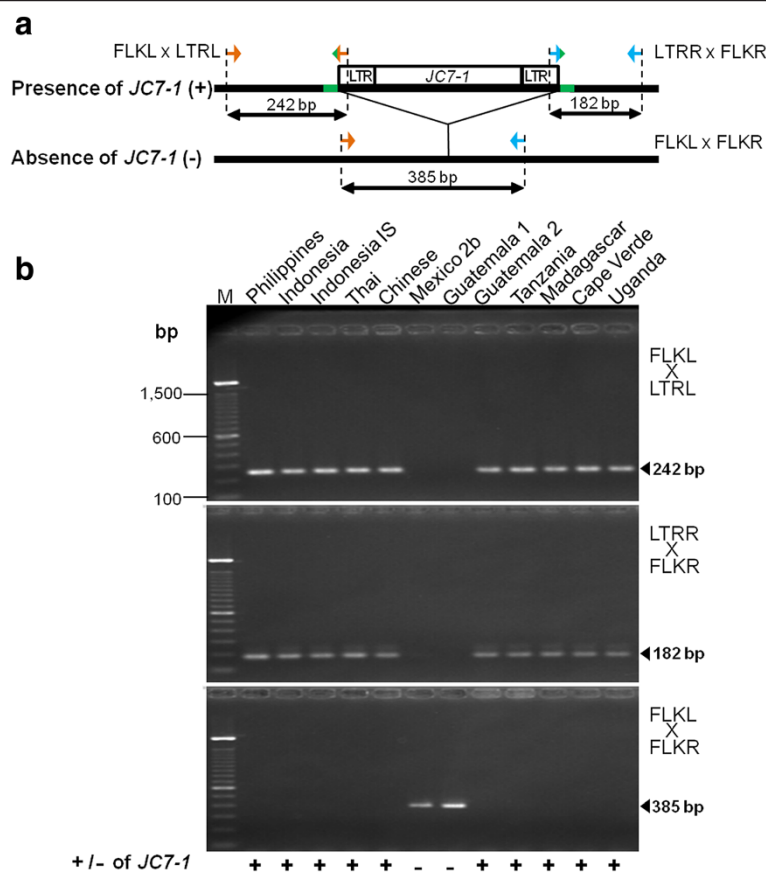 a
FLKL x LTRL
LTRR x FLKR
LTR JC7-1 LTR
Presence of JC7-1 (+)
242 bp
182 bp
Absence of JC7-1 (-)
FLKL x FLKR
385 bp
b
M Philippines Indonesia Indonesia IS Thai Chinese Mexico 2b Guatemala 1 Guatemala 2 Tanzania Madagascar Cape Verde Uganda
bp
FLKL
X
LTRL
1,500
600
242 bp
100
LTRR
X
FLKR
182 bp
FLKL
X
FLKR
385 bp
+/- of JC7-1 + + + + + - - + + + + +